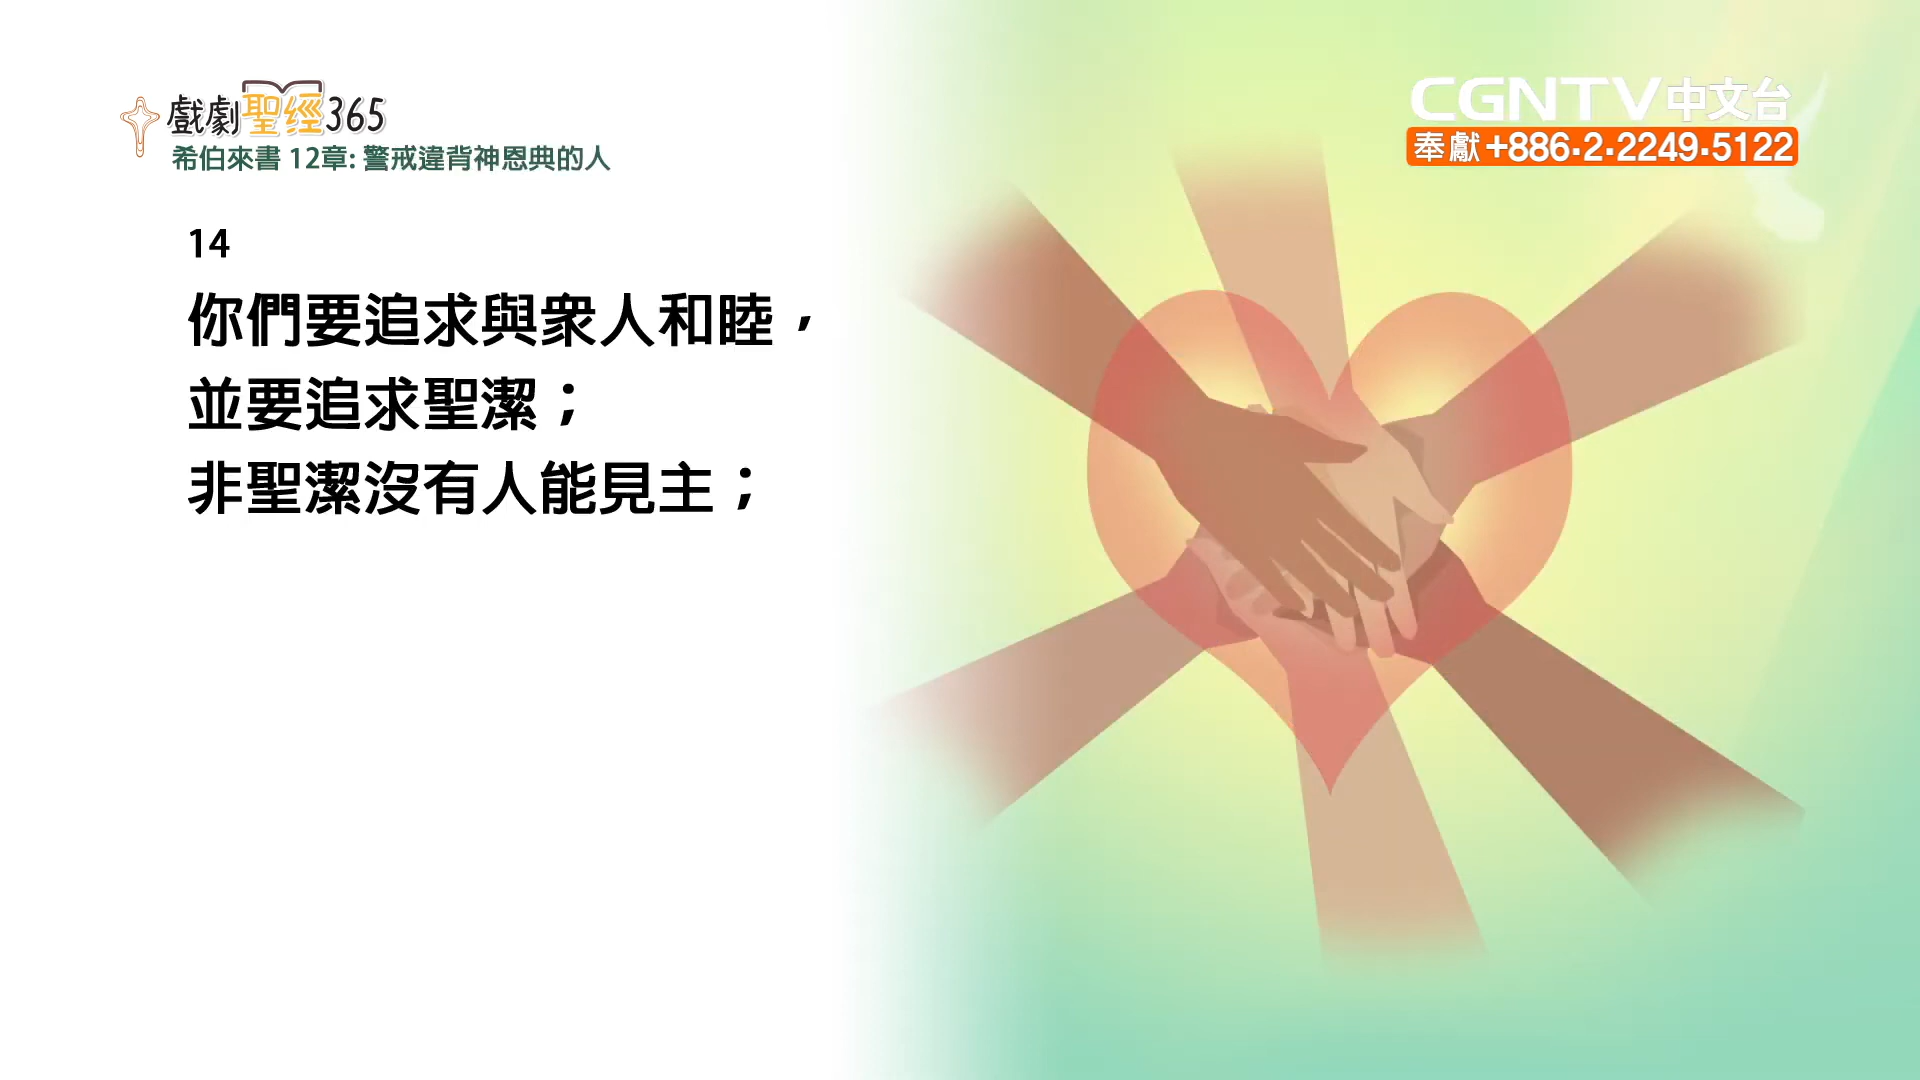 戲劇聖經365
希伯來書 12章: 警戒違背神恩典的人
CGNTV中文台
奉獻 +886·2·2249·5122
14
你們要追求與眾人和睦，
並要追求聖潔；
非聖潔沒有人能見主；